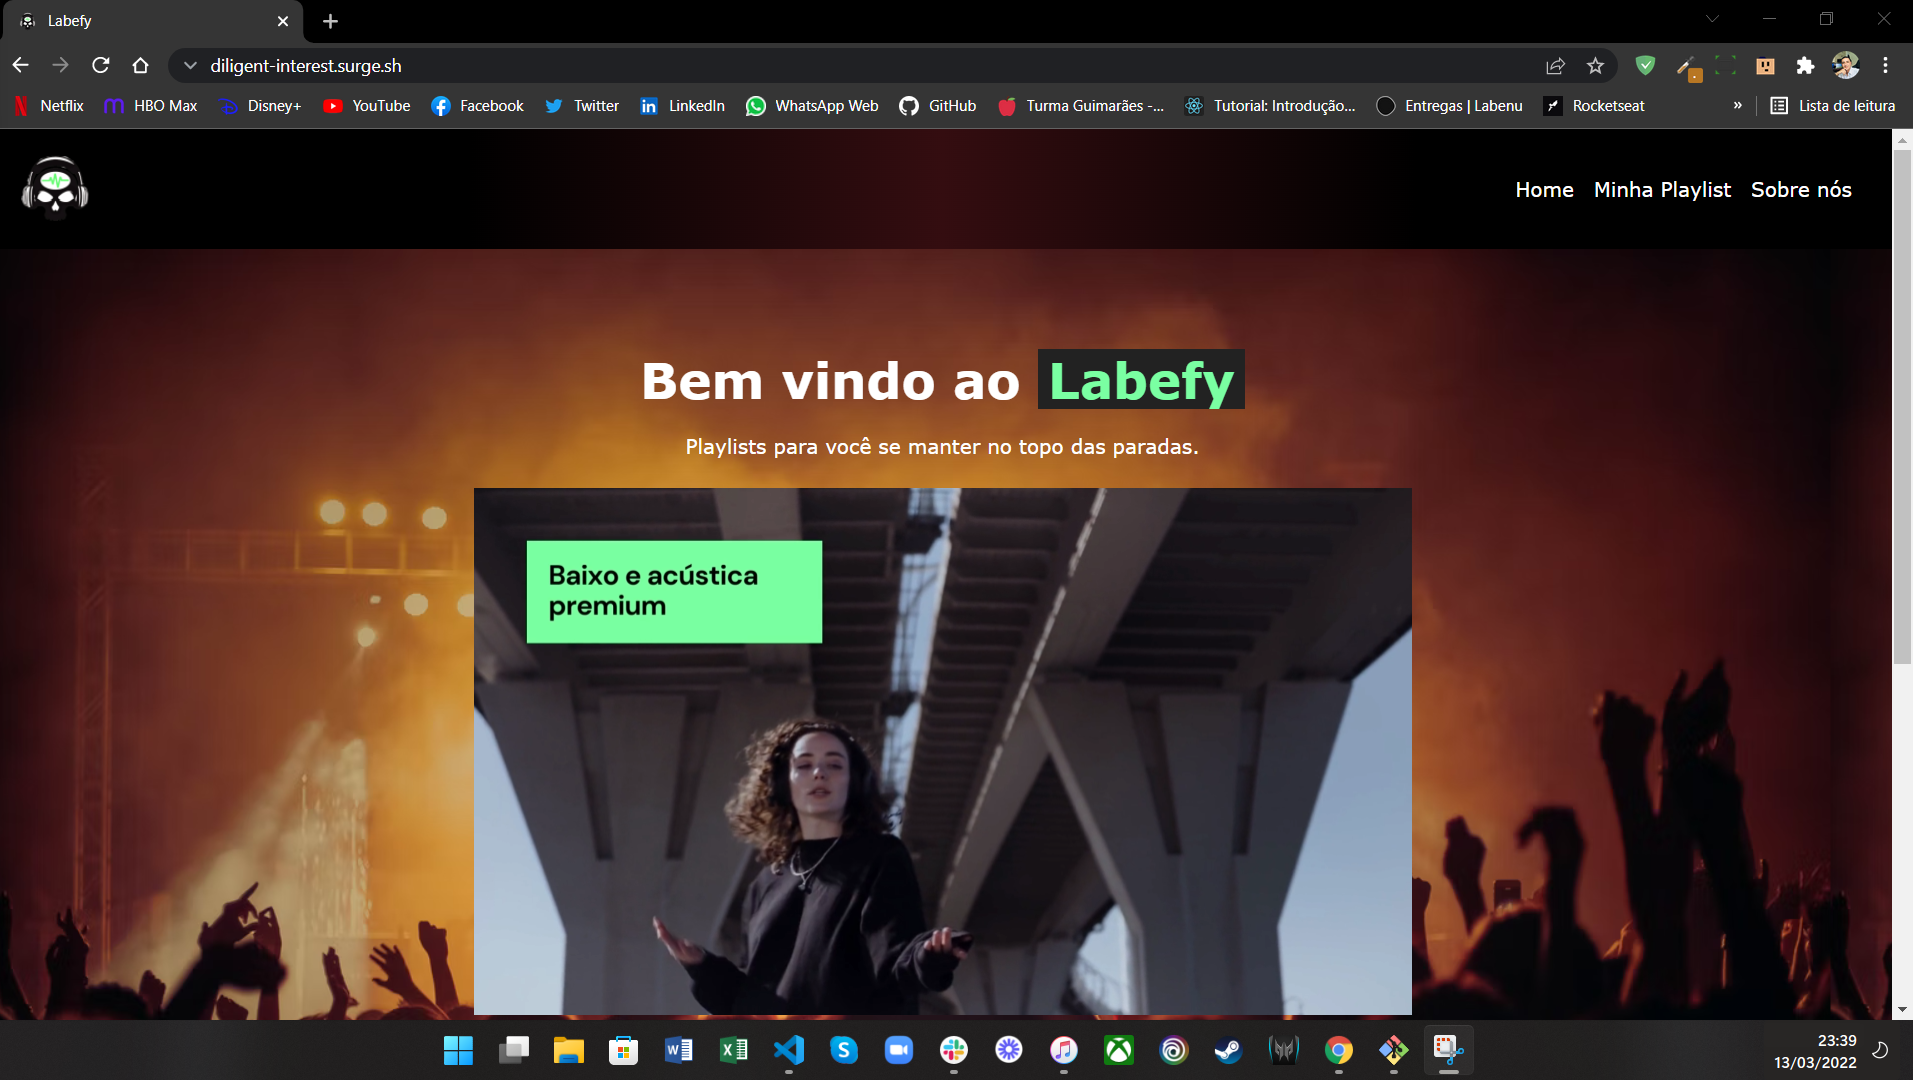 Labefy
diligent-interest.surge.sh
Netflix HBO Max Disney+ YouTube Facebook Twitter LinkedIn WhatsApp Web GitHub Turma Guimarães -... Tutorial: Introdução... Entregas | Labenu Rocketseat » Lista de leitura
Home Minha Playlist Sobre nós
Bem vindo ao Labefy
Playlists para você se manter no topo das paradas.
Baixo e acústica
premium
23:39
13/03/2022